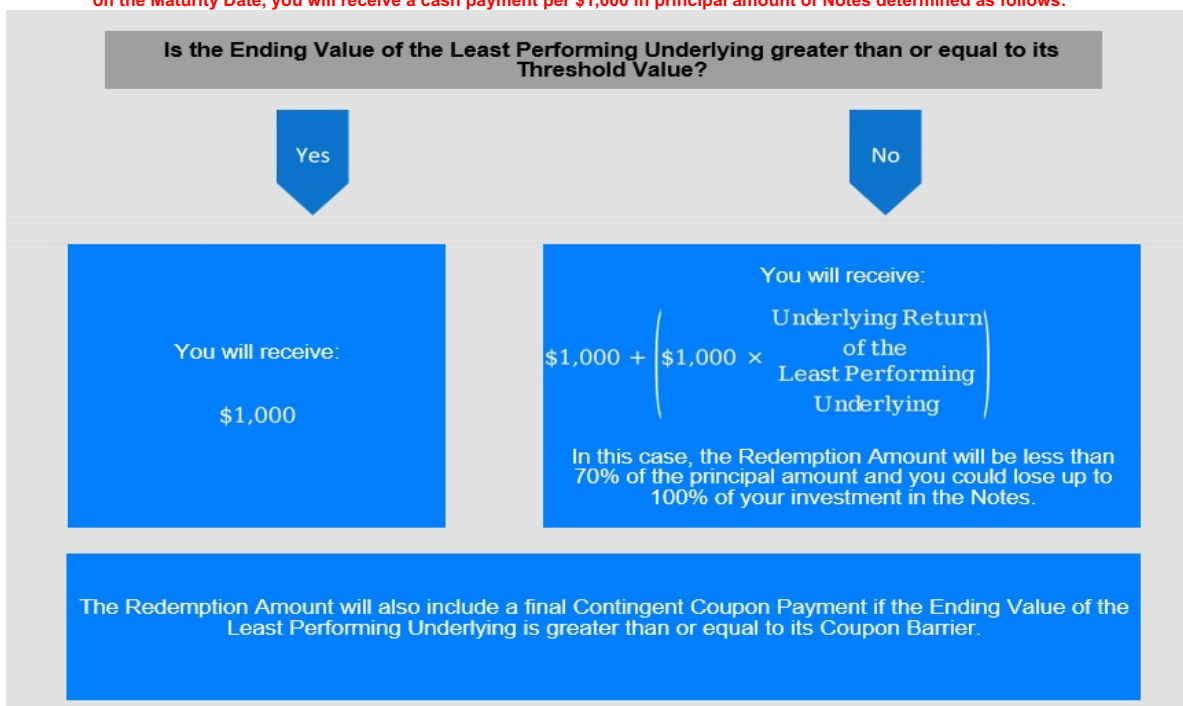 on the Maturity Date, you will receive a cash payment per $1,000 in principal amount of Notes determined as follows:
Is the Ending Value of the Least Performing Underlying greater than or equal to its
Threshold Value?
Yes
No
You will receive:
$1,000
You will receive:
$1,000 + ($1,000 × Underlying Return
of the
Least Performing
Underlying)
In this case, the Redemption Amount will be less than
70% of the principal amount and you could lose up to
100% of your investment in the Notes.
The Redemption Amount will also include a final Contingent Coupon Payment if the Ending Value of the
Least Performing Underlying is greater than or equal to its Coupon Barrier.